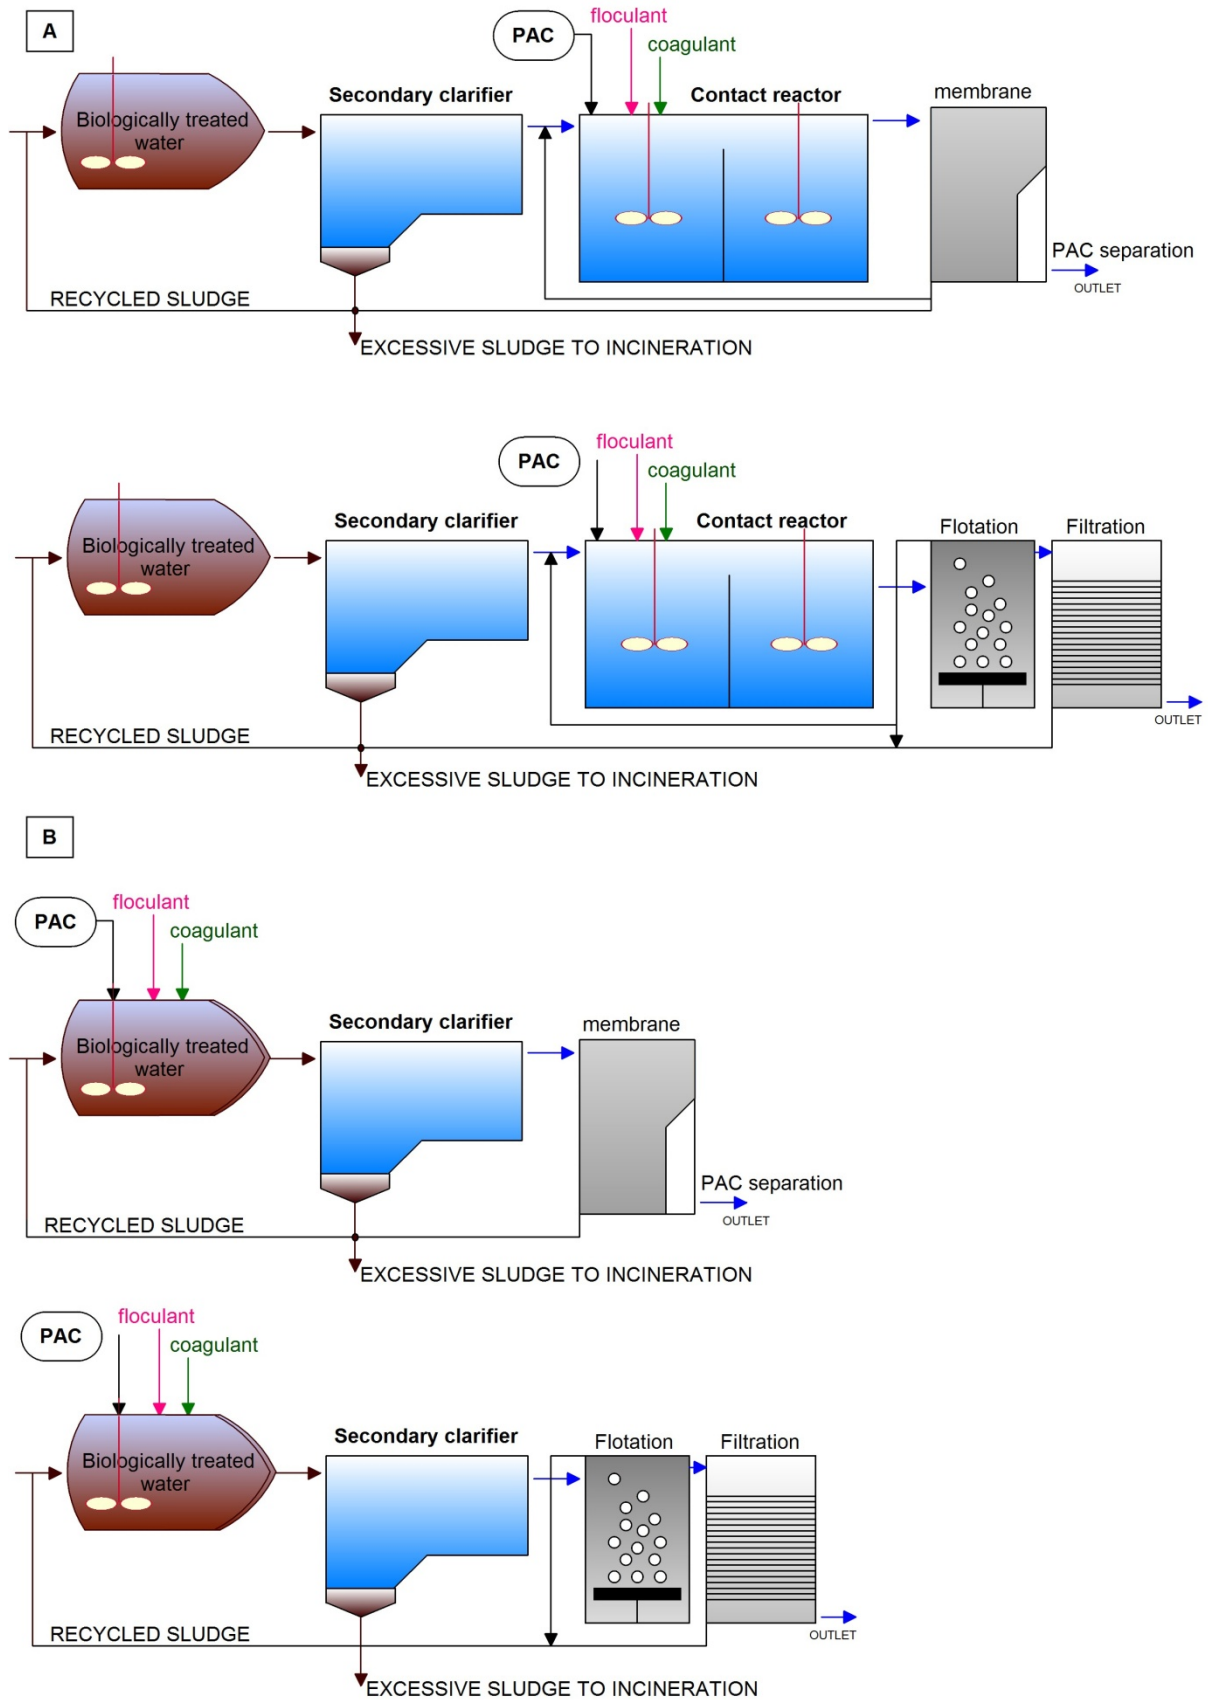 A
PAC
floculant
coagulant
Secondary clarifier
Contact reactor
membrane
Biologically treated
water
PAC separation
OUTLET
RECYCLED SLUDGE
EXCESSIVE SLUDGE TO INCINERATION
PAC
floculant
coagulant
Secondary clarifier
Contact reactor
Flotation
Filtration
Biologically treated
water
OUTLET
RECYCLED SLUDGE
EXCESSIVE SLUDGE TO INCINERATION
B
PAC
floculant
coagulant
Secondary clarifier
membrane
Biologically treated
water
PAC separation
OUTLET
RECYCLED SLUDGE
EXCESSIVE SLUDGE TO INCINERATION
PAC
floculant
coagulant
Secondary clarifier
Flotation
Filtration
Biologically treated
water
OUTLET
RECYCLED SLUDGE
EXCESSIVE SLUDGE TO INCINERATION